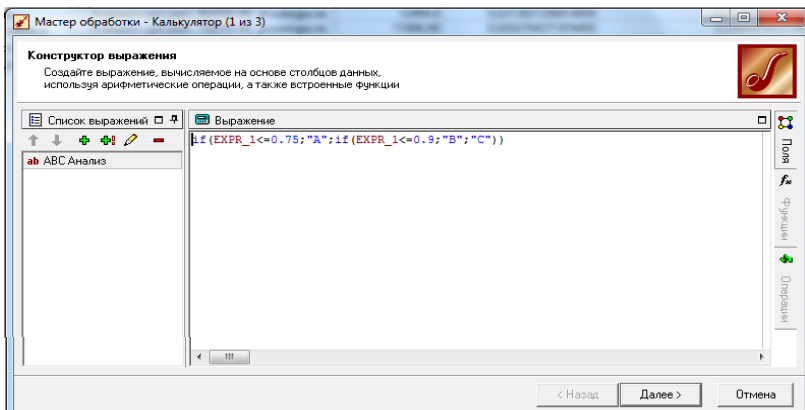 Мастер обработки - Калькулятор (1 из 3)
Конструктор выражения
Создайте выражение, вычисляемое на основе столбцов данных,
используя арифметические операции, а также встроенные функции
Список выражений
Выражение
ab ABC Анализ
if(EXPR_1<=0.75;"A";if(EXPR_1<=0.9;"B";"C"))
Поля
Функции
Операции
< Назад
Далее >
Отмена